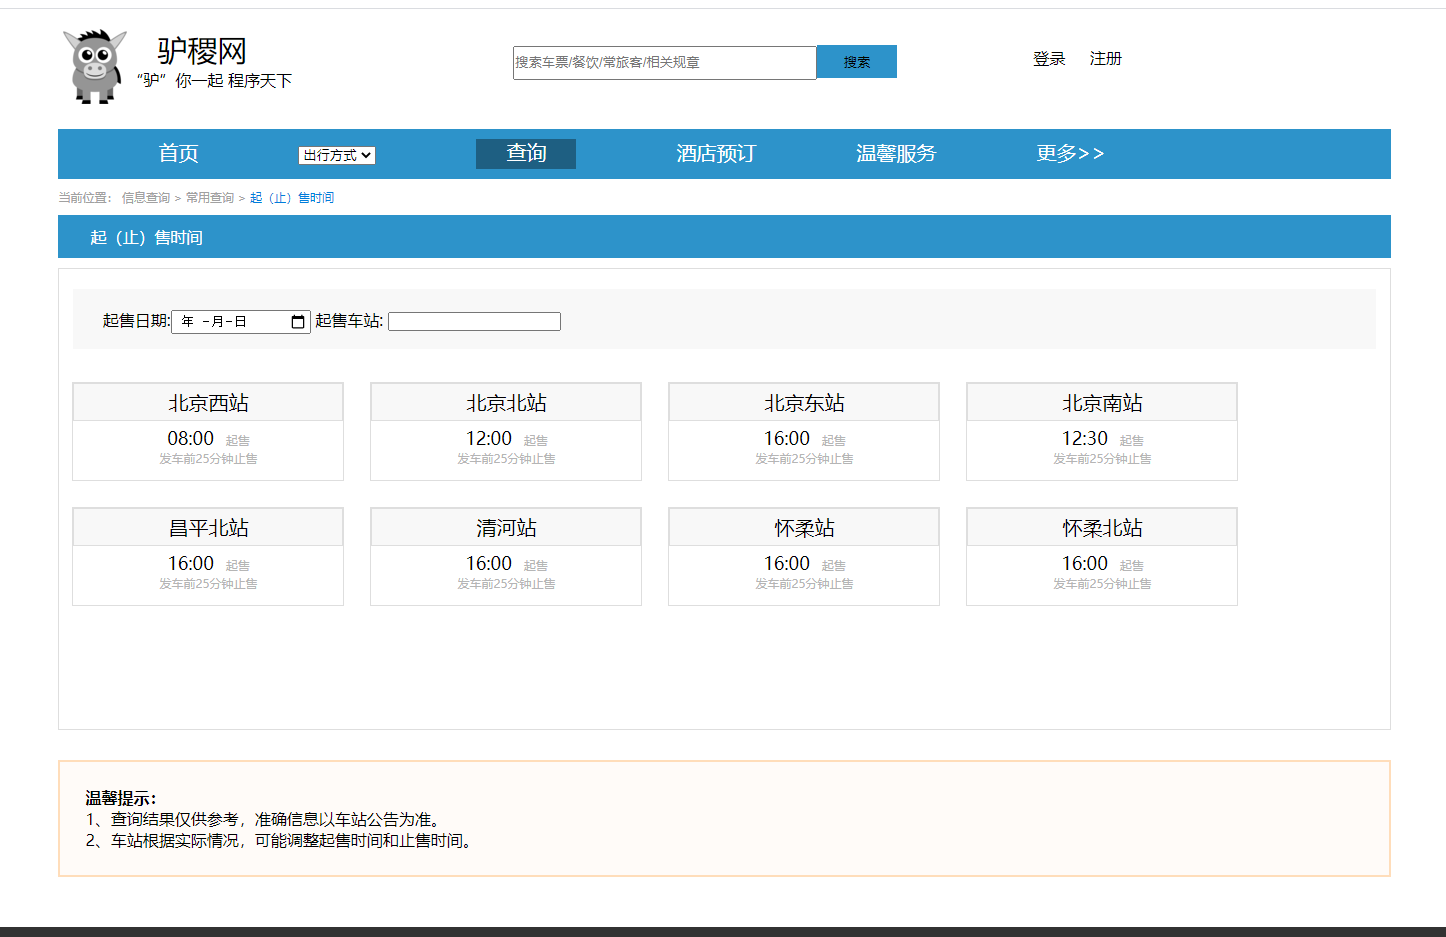 驴稷网
“驴”你一起 程序天下
搜索车票/餐饮/常旅客/相关规章
搜索
登录 注册
首页 出行方式 查询 酒店预订 温馨服务 更多>>
当前位置： 信息查询 > 常用查询 > 起（止）售时间
起（止）售时间
起售日期: 年 -月-日 起售车站:
北京西站
08:00 起售
发车前25分钟止售
北京北站
12:00 起售
发车前25分钟止售
北京东站
16:00 起售
发车前25分钟止售
北京南站
12:30 起售
发车前25分钟止售
昌平北站
16:00 起售
发车前25分钟止售
清河站
16:00 起售
发车前25分钟止售
怀柔站
16:00 起售
发车前25分钟止售
怀柔北站
16:00 起售
发车前25分钟止售
温馨提示：
1、查询结果仅供参考，准确信息以车站公告为准。
2、车站根据实际情况，可能调整起售时间和止售时间。